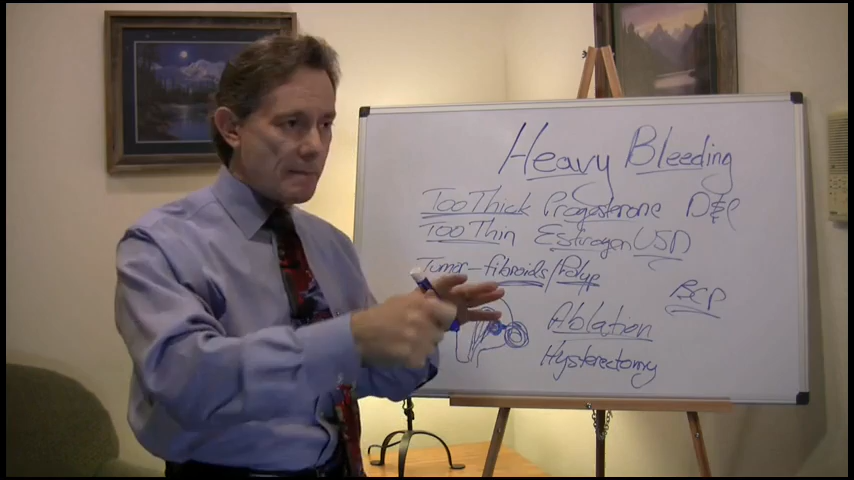 Heavy Bleeding
Too Thick Progesterone D&C
Too Thin Estrogen USD
Tumor - fibroids/Polyp
BCP
Ablation
Hysterectomy